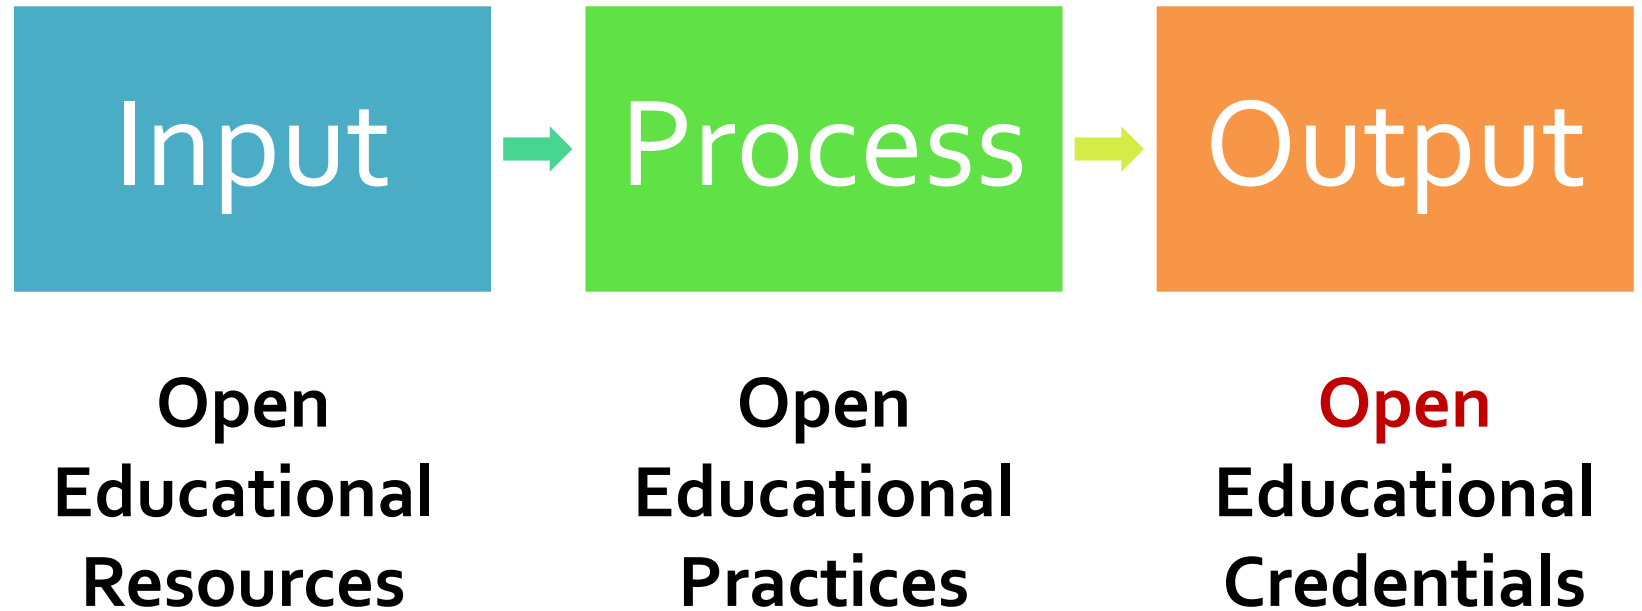 Input
Process
Output
Open
Educational
Resources
Open
Educational
Practices
Open
Educational
Credentials